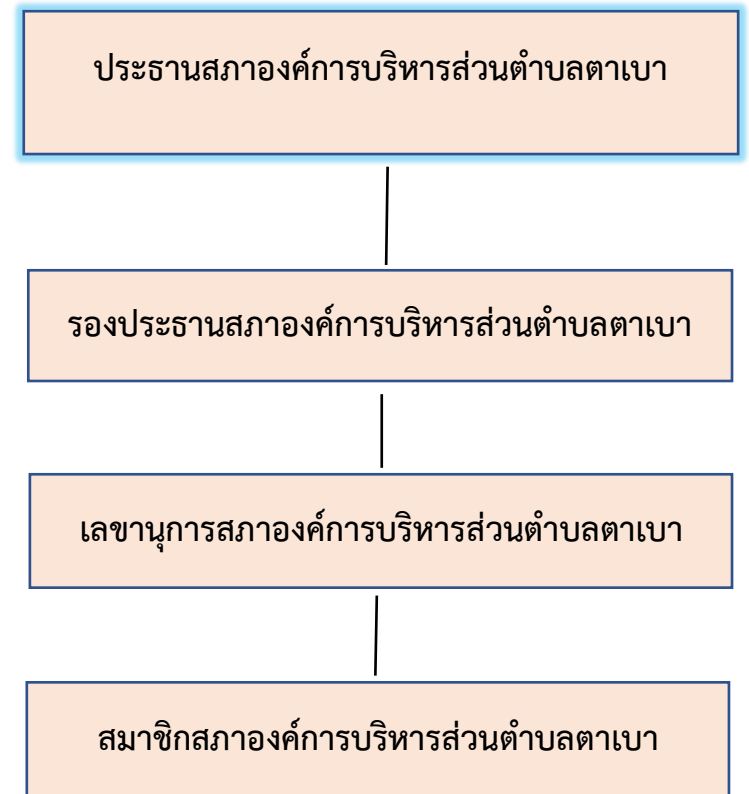 ประธานสภาองค์การบริหารส่วนตำบลตาเบา
รองประธานสภาองค์การบริหารส่วนตำบลตาเบา
เลขานุการสภาองค์การบริหารส่วนตำบลตาเบา
สมาชิกสภาองค์การบริหารส่วนตำบลตาเบา